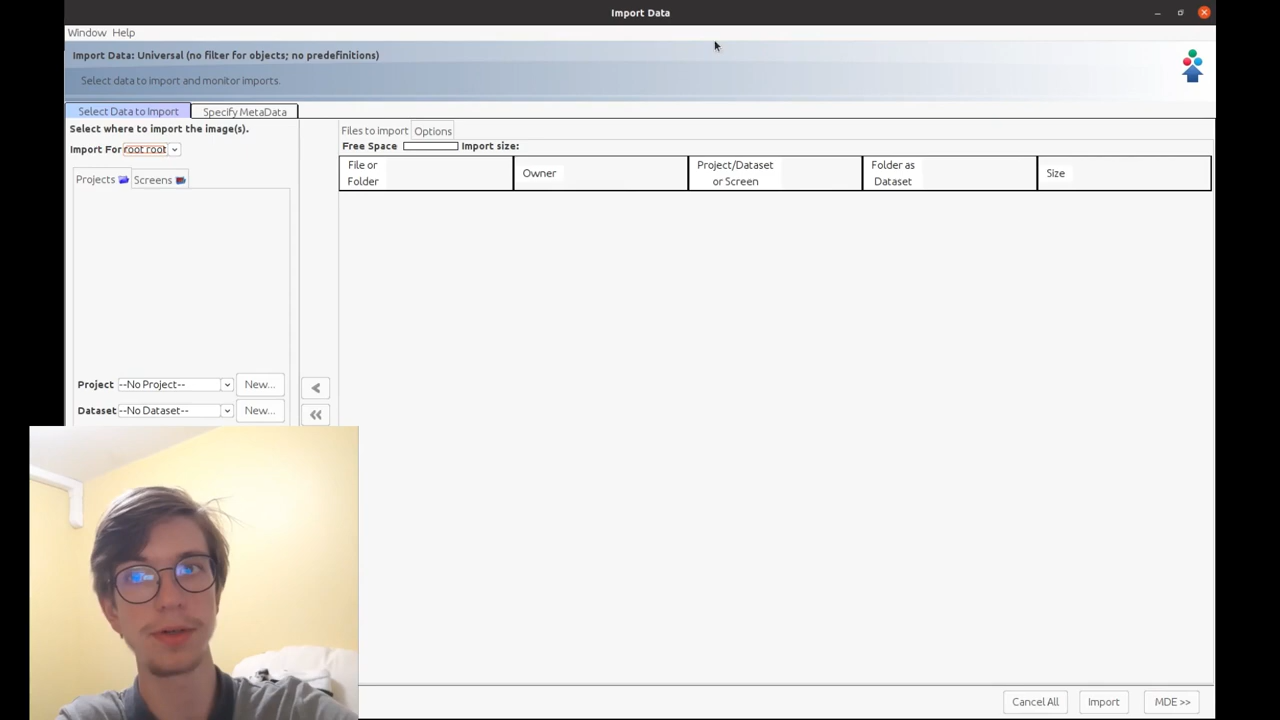 Import Data
Window Help
Import Data: Universal (no filter for objects; no predefinitions)
Select data to import and monitor imports.
Select Data to Import
Specify MetaData
Select where to import the image(s).
Import For root root
Projects
Screens
Project --No Project-- New...
Dataset --No Dataset-- New...
<
<<
Files to import
Options
Free Space
Import size:
File or
Folder
Owner
Project/Dataset
or Screen
Folder as
Dataset
Size
Cancel All
Import
MDE >>